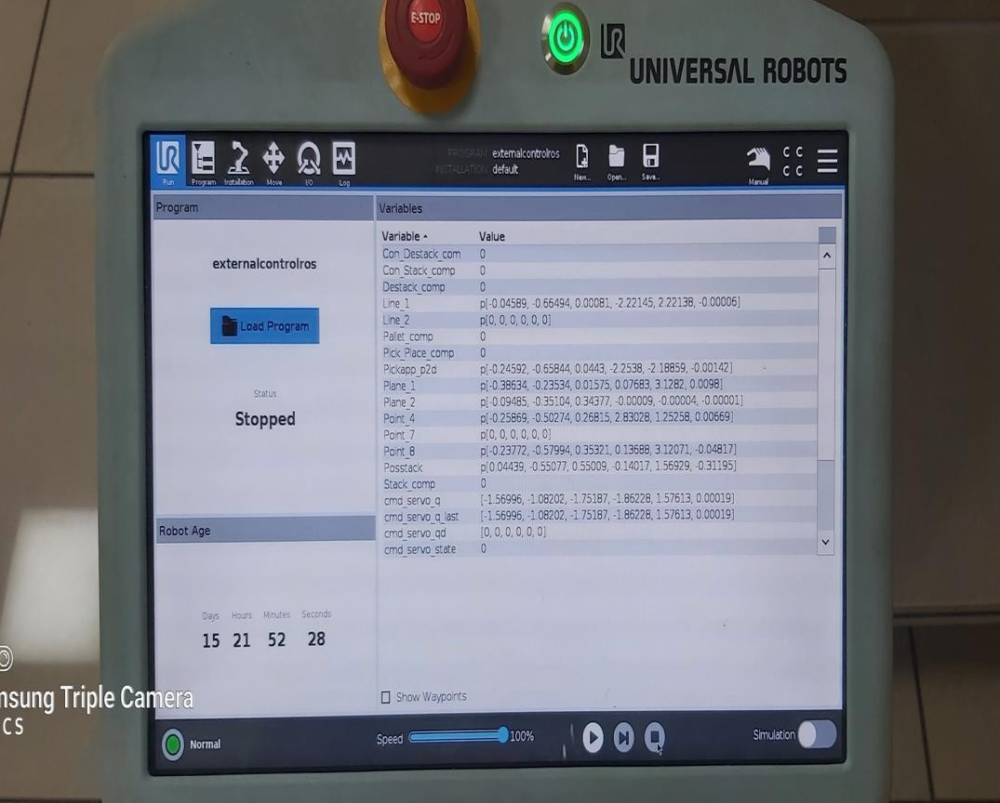 E-STOP
UR UNIVERSAL ROBOTS
UR
Run Program Installation Move I/O Log
PROGRAM externalcontrolros
INSTALLATION default
New... Open... Save...
Manual
C C
C C
Program
externalcontrolros
Load Program
Status
Stopped
Robot Age
Days Hours Minutes Seconds
15 21 52 28
Variables
Variable Value
Con_Destack_com 0
Con_Stack_comp 0
Destack_comp 0
Line_1 p[-0.04589, -0.66494, 0.00081, -2.22145, 2.22138, -0.00006]
Line_2 p[0, 0, 0, 0, 0, 0]
Pallet_comp 0
Pick_Place_comp 0
Pickapp_p2d p[-0.24592, -0.65844, 0.0443, -2.2538, -2.18859, -0.00142]
Plane_1 p[-0.38634, -0.23534, 0.01575, 0.07683, 3.1282, 0.0098]
Plane_2 p[-0.09485, -0.35104, 0.34377, -0.00009, -0.00004, -0.00001]
Point_4 p[-0.25869, -0.50274, 0.26815, 2.83028, 1.25258, 0.00669]
Point_7 p[0, 0, 0, 0, 0, 0]
Point_8 p[-0.23772, -0.57994, 0.35321, 0.13688, 3.12071, -0.04817]
Posstack p[0.04439, -0.55077, 0.55009, -0.14017, 1.56929, -0.31195]
Stack_comp 0
cmd_servo_q [-1.56996, -1.08202, -1.75187, -1.86228, 1.57613, 0.00019]
cmd_servo_q_last [-1.56996, -1.08202, -1.75187, -1.86228, 1.57613, 0.00019]
cmd_servo_qd [0, 0, 0, 0, 0, 0]
cmd_servo_state 0
Show Waypoints
Normal
Speed 100%
Simulation
nsung Triple Camera
cs